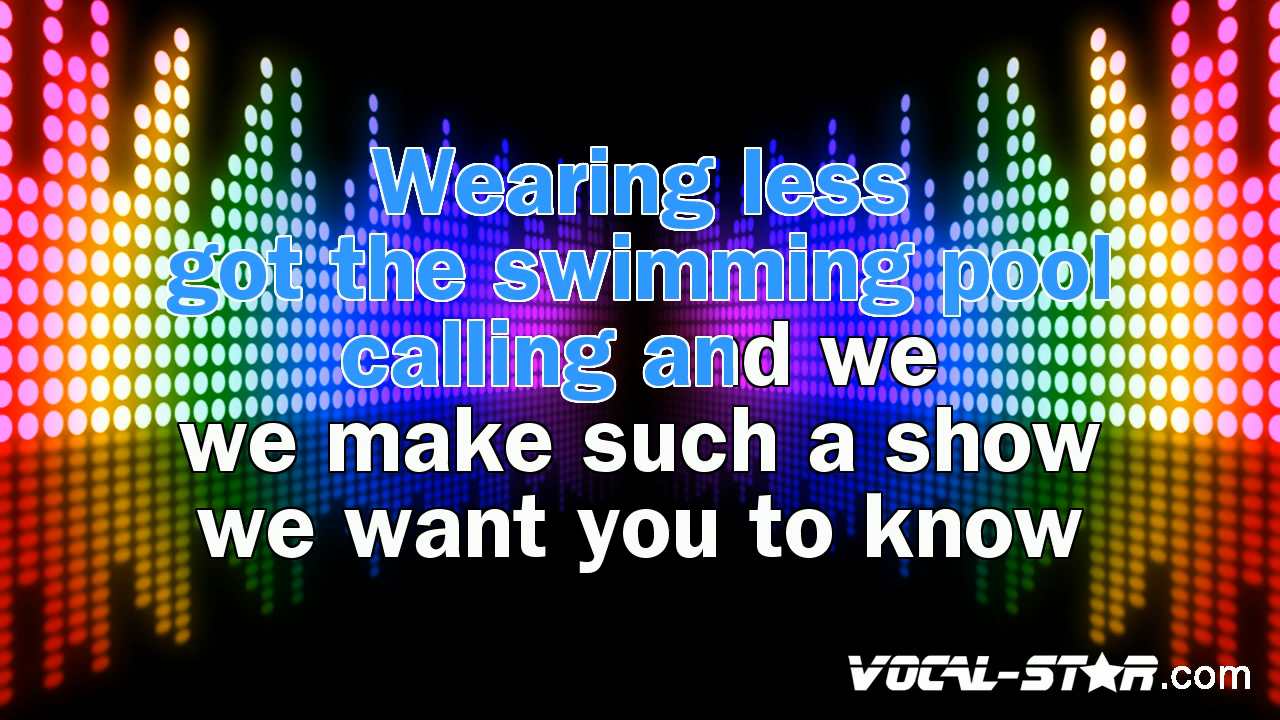 Wearing less
got the swimming pool
calling and we
we make such a show
we want you to know
VOCAL-STAR.com